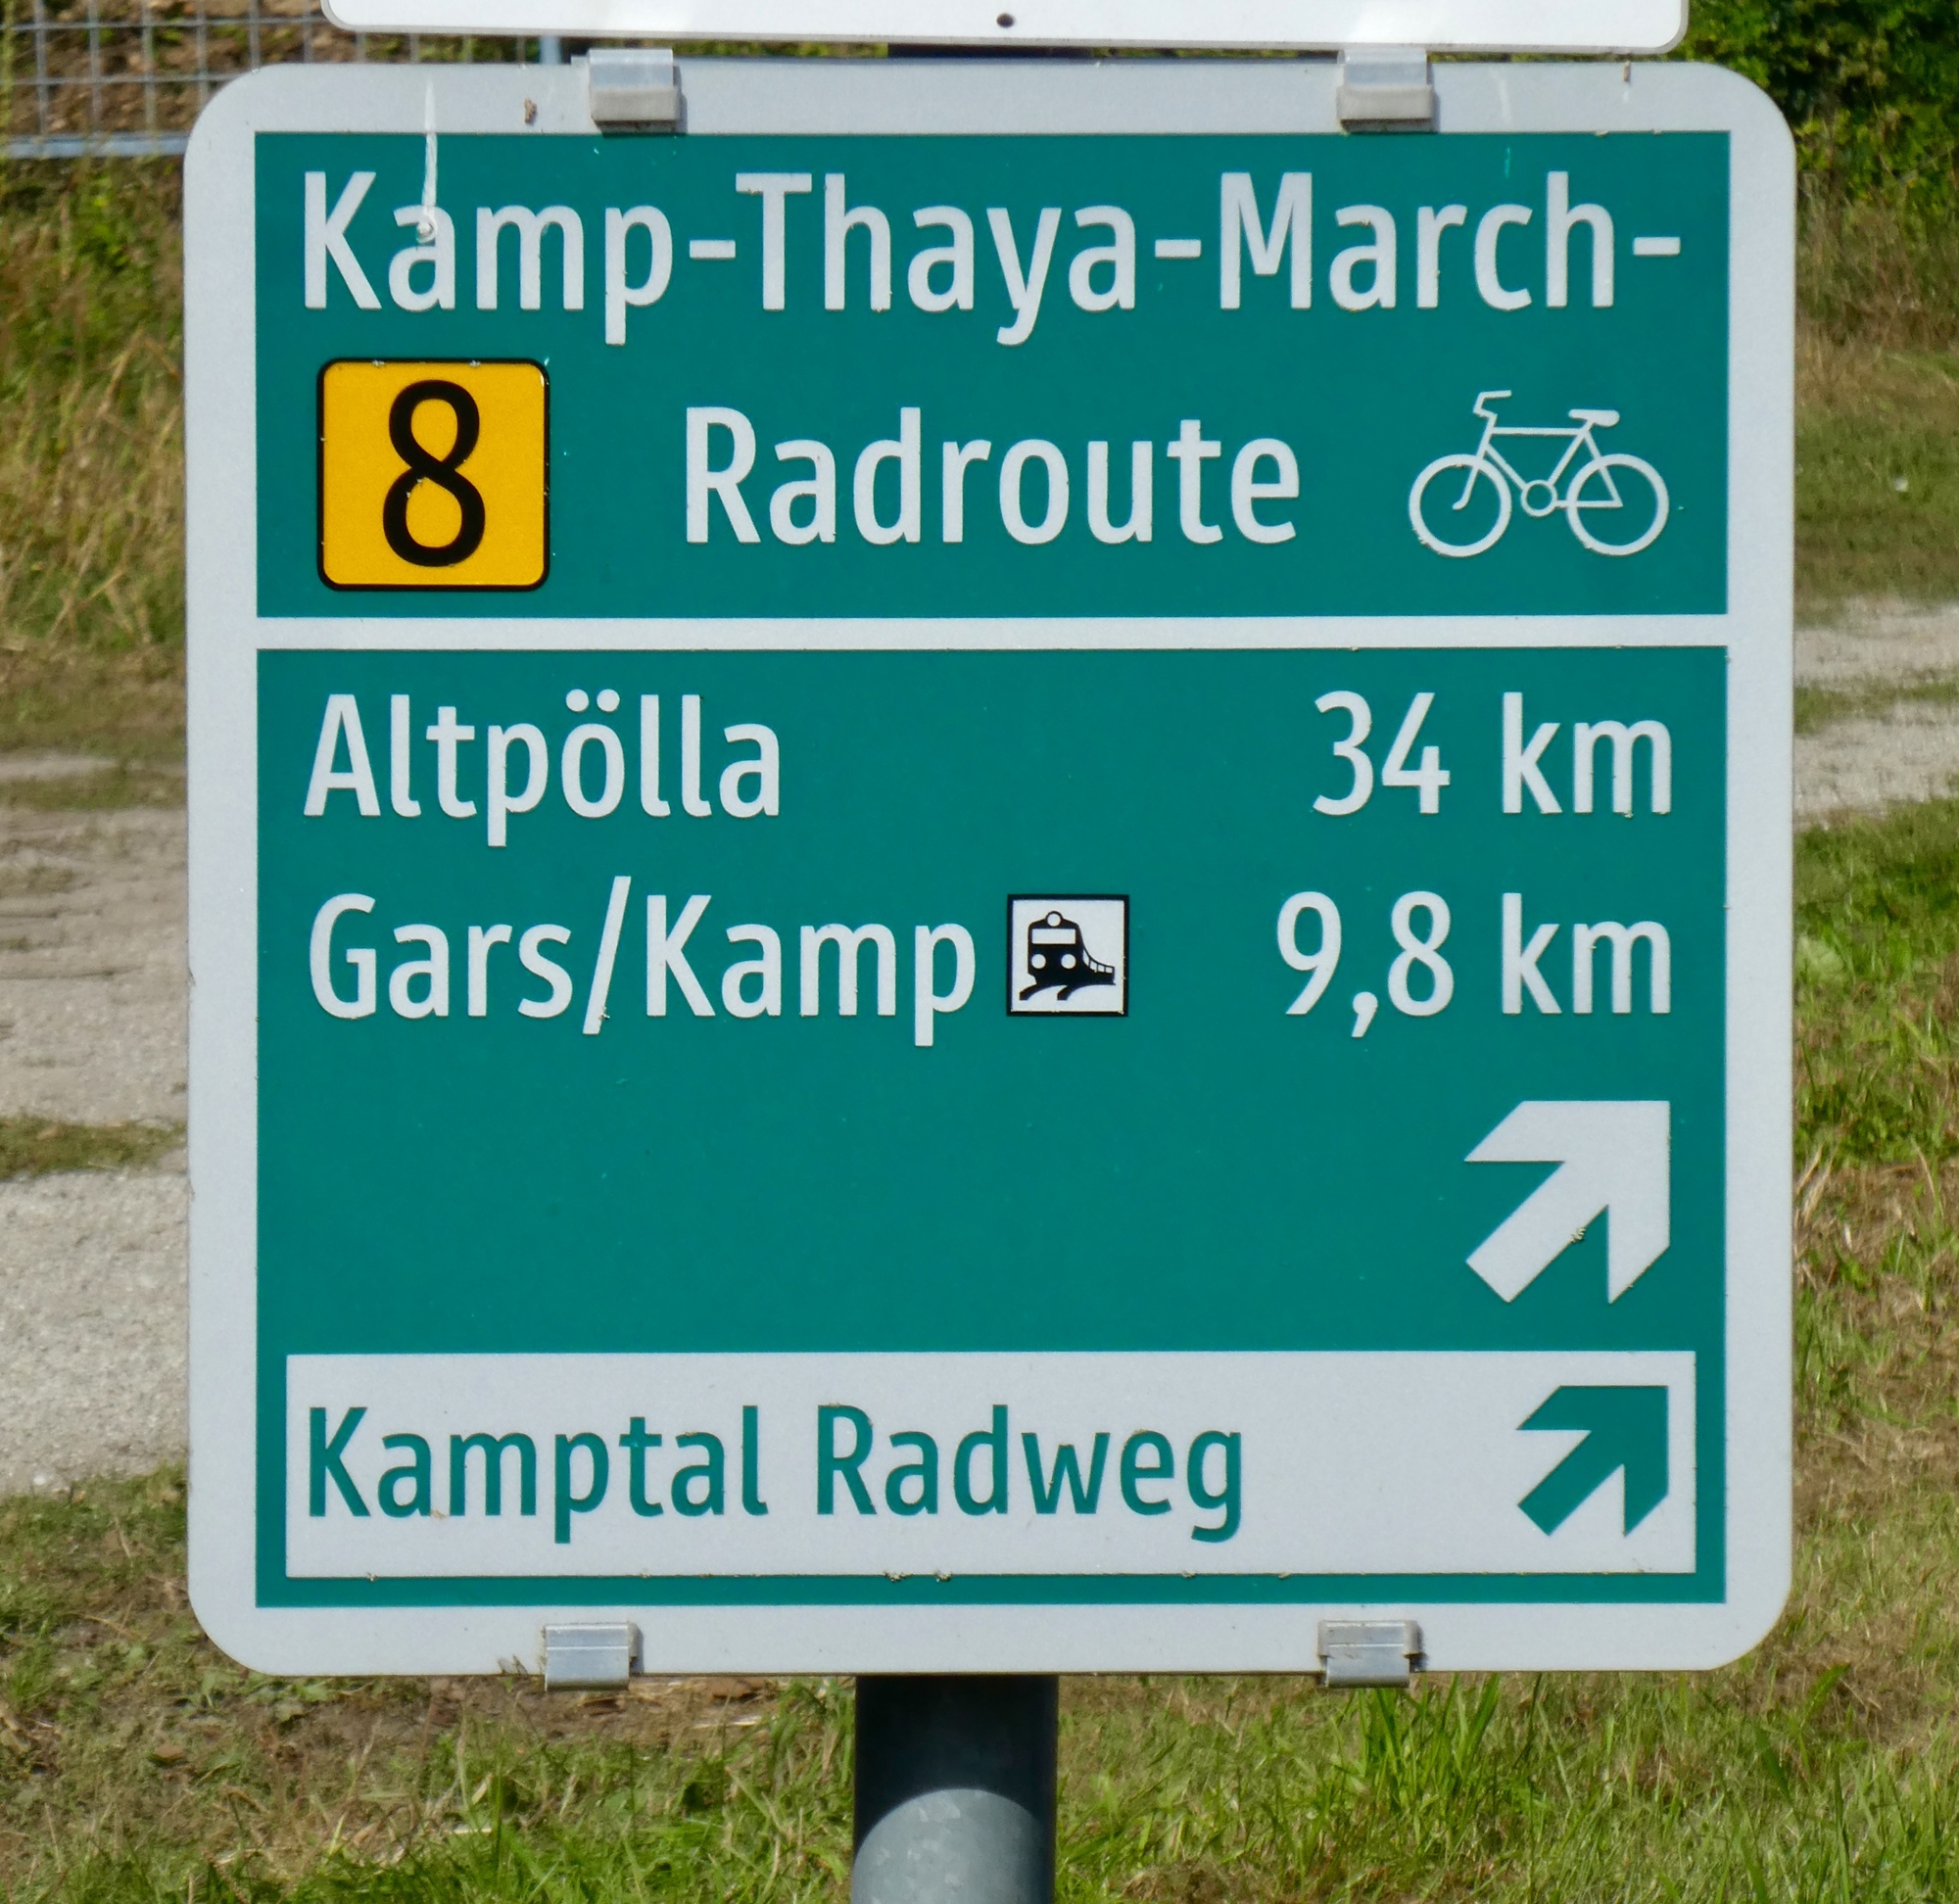 Kamp-Thaya-March-
8 Radroute
Altpölla 34 km
Gars/Kamp 9,8 km
Kamptal Radweg